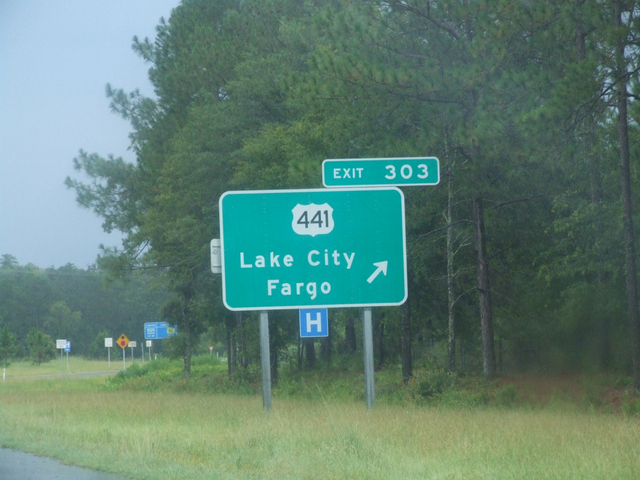 EXIT 303
441
Lake City
Fargo
H